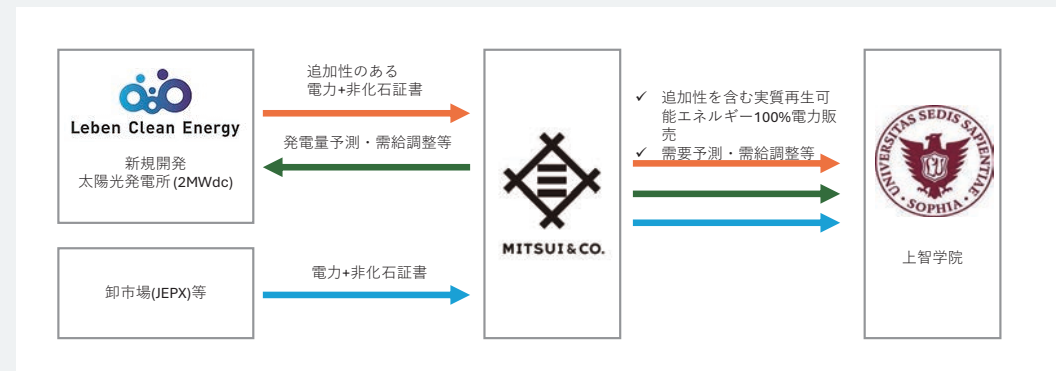 Leben Clean Energy
新規開発
太陽光発電所(2MWdc)
追加性のある
電力+非化石証書
発電量予測・需給調整等
卸市場(JEPX)等
電力+非化石証書
MITSUI&CO.
✓ 追加性を含む実質再生可
能エネルギー100%電力販
売
✓ 需要予測・需給調整等
UNIVERSITAS SEDIS SAPIENTIAE
SOPHIA
上智学院